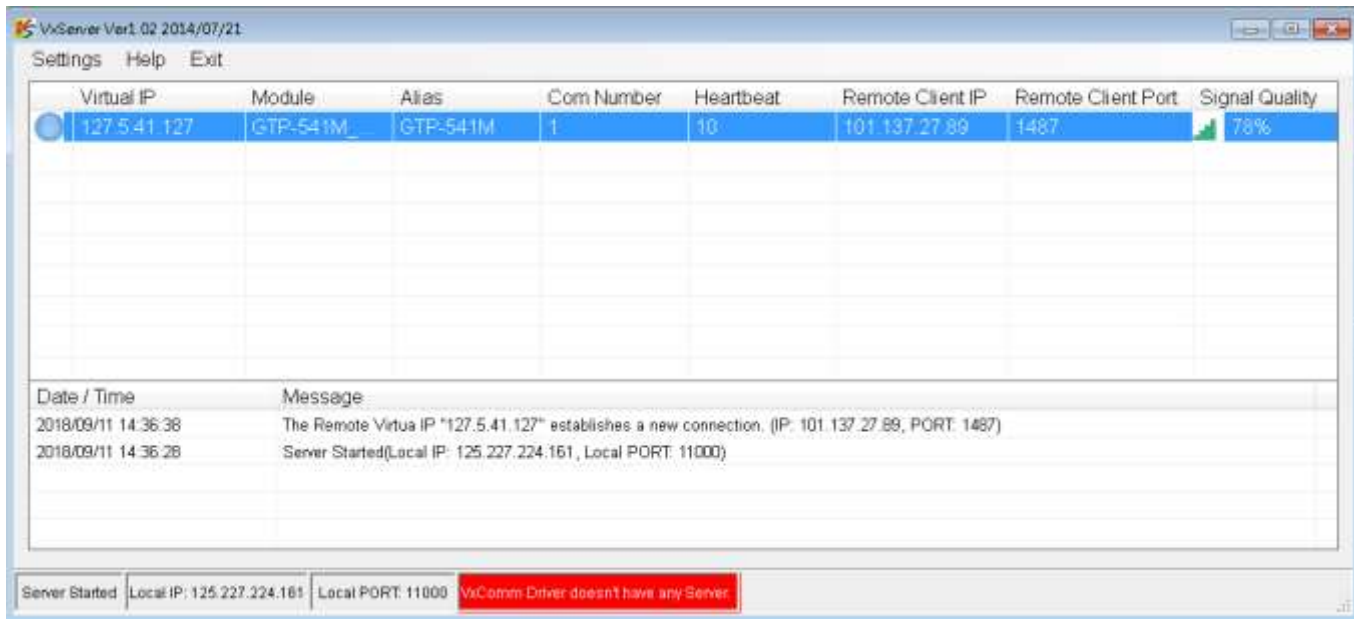 VxServer Ver1.02 2014/07/21
Settings Help Exit
Virtual IP Module Alias Com Number Heartbeat Remote Client IP Remote Client Port Signal Quality
127.5.41.127 GTP-541M_... GTP-541M 1 10 101.137.27.89 1487 78%
Date / Time Message
2018/09/11 14:36:38 The Remote Virtua IP "127.5.41.127" establishes a new connection. (IP: 101.137.27.89, PORT: 1487)
2018/09/11 14:36:28 Server Started(Local IP: 125.227.224.161, Local PORT: 11000)
Server Started Local IP: 125.227.224.161 Local PORT: 11000 VxComm Driver doesn't have any Server.